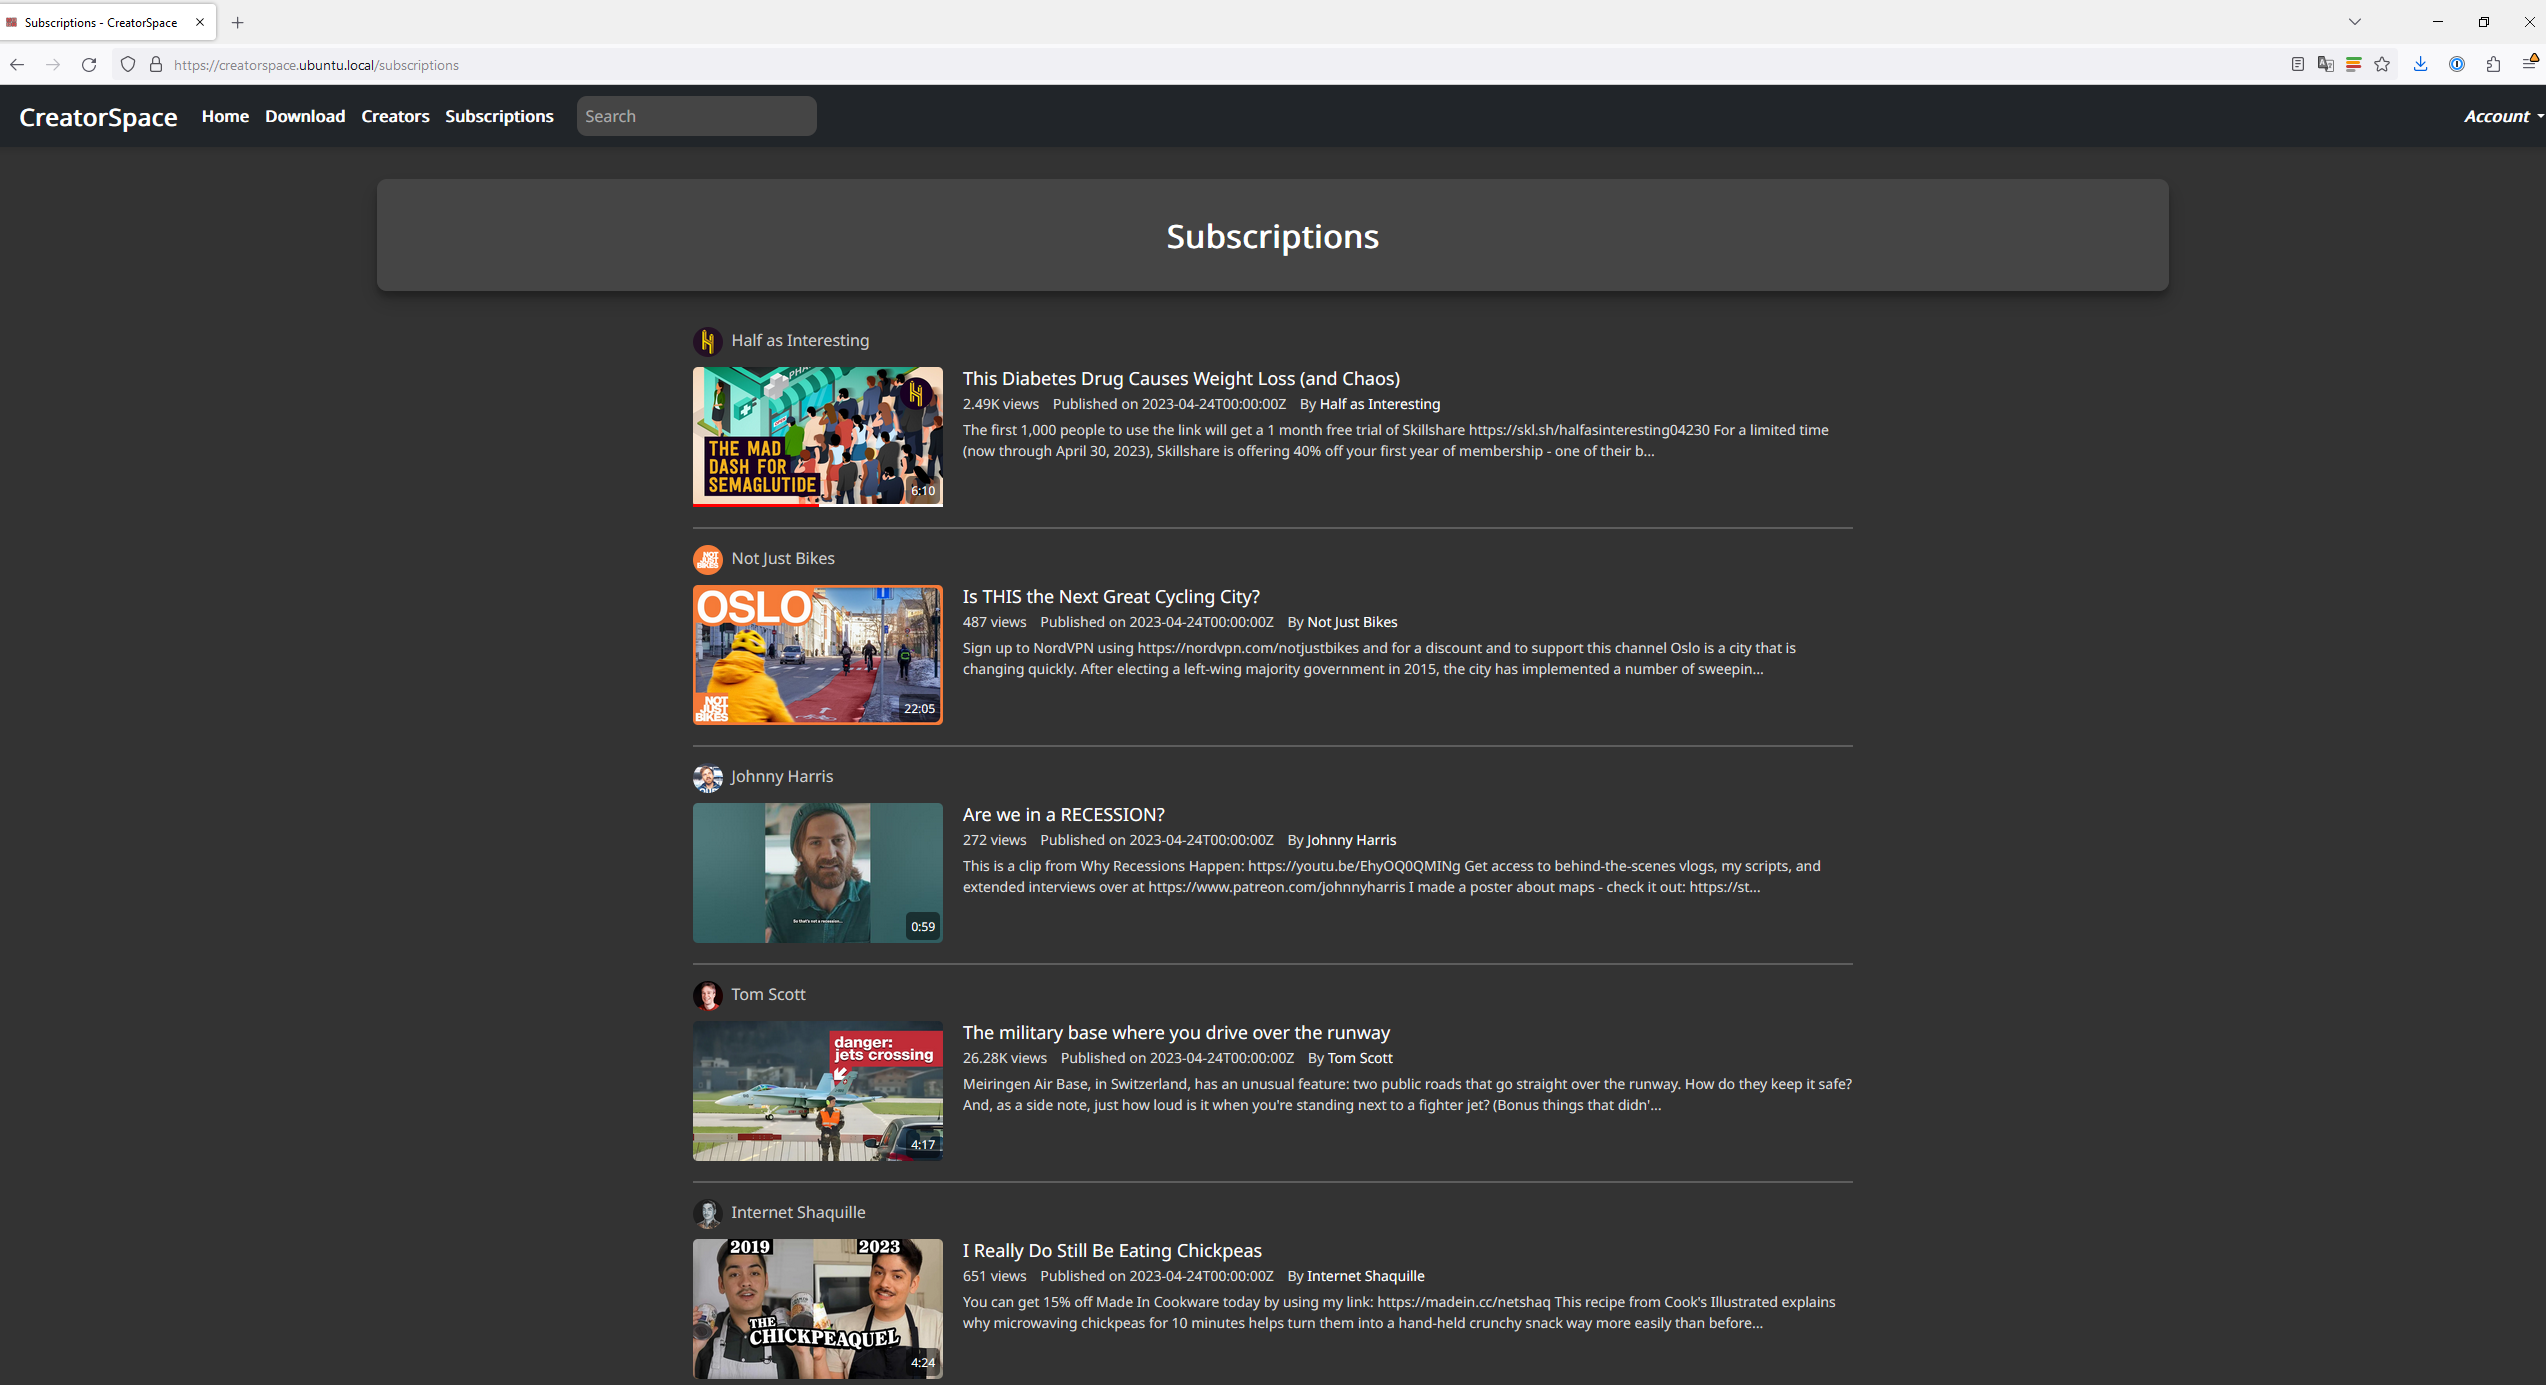 Subscriptions - CreatorSpace
https://creatorspace.ubuntu.local/subscriptions
CreatorSpace Home Download Creators Subscriptions Search Account
Subscriptions
Half as Interesting
PHA
THE MAD
DASH FOR
SEMAGLUTIDE
6:10
This Diabetes Drug Causes Weight Loss (and Chaos)
2.49K views Published on 2023-04-24T00:00:00Z By Half as Interesting
The first 1,000 people to use the link will get a 1 month free trial of Skillshare https://skl.sh/halfasinteresting04230 For a limited time
(now through April 30, 2023), Skillshare is offering 40% off your first year of membership - one of their b...
NOT
JUST
BIKES
Not Just Bikes
OSLO
NOT
JUST
BIKES
22:05
Is THIS the Next Great Cycling City?
487 views Published on 2023-04-24T00:00:00Z By Not Just Bikes
Sign up to NordVPN using https://nordvpn.com/notjustbikes and for a discount and to support this channel Oslo is a city that is
changing quickly. After electing a left-wing majority government in 2015, the city has implemented a number of sweepin...
Johnny Harris
So that's not a recession...
0:59
Are we in a RECESSION?
272 views Published on 2023-04-24T00:00:00Z By Johnny Harris
This is a clip from Why Recessions Happen: https://youtu.be/EhyOQ0QMINg Get access to behind-the-scenes vlogs, my scripts, and
extended interviews over at https://www.patreon.com/johnnyharris I made a poster about maps - check it out: https://st...
Tom Scott
danger:
jets crossing
4:17
The military base where you drive over the runway
26.28K views Published on 2023-04-24T00:00:00Z By Tom Scott
Meiringen Air Base, in Switzerland, has an unusual feature: two public roads that go straight over the runway. How do they keep it safe?
And, as a side note, just how loud is it when you're standing next to a fighter jet? (Bonus things that didn'...
Internet Shaquille
2019 2023
THE
CHICKPEAQUEL
4:24
I Really Do Still Be Eating Chickpeas
651 views Published on 2023-04-24T00:00:00Z By Internet Shaquille
You can get 15% off Made In Cookware today by using my link: https://madein.cc/netshaq This recipe from Cook's Illustrated explains
why microwaving chickpeas for 10 minutes helps turn them into a hand-held crunchy snack way more easily than before...